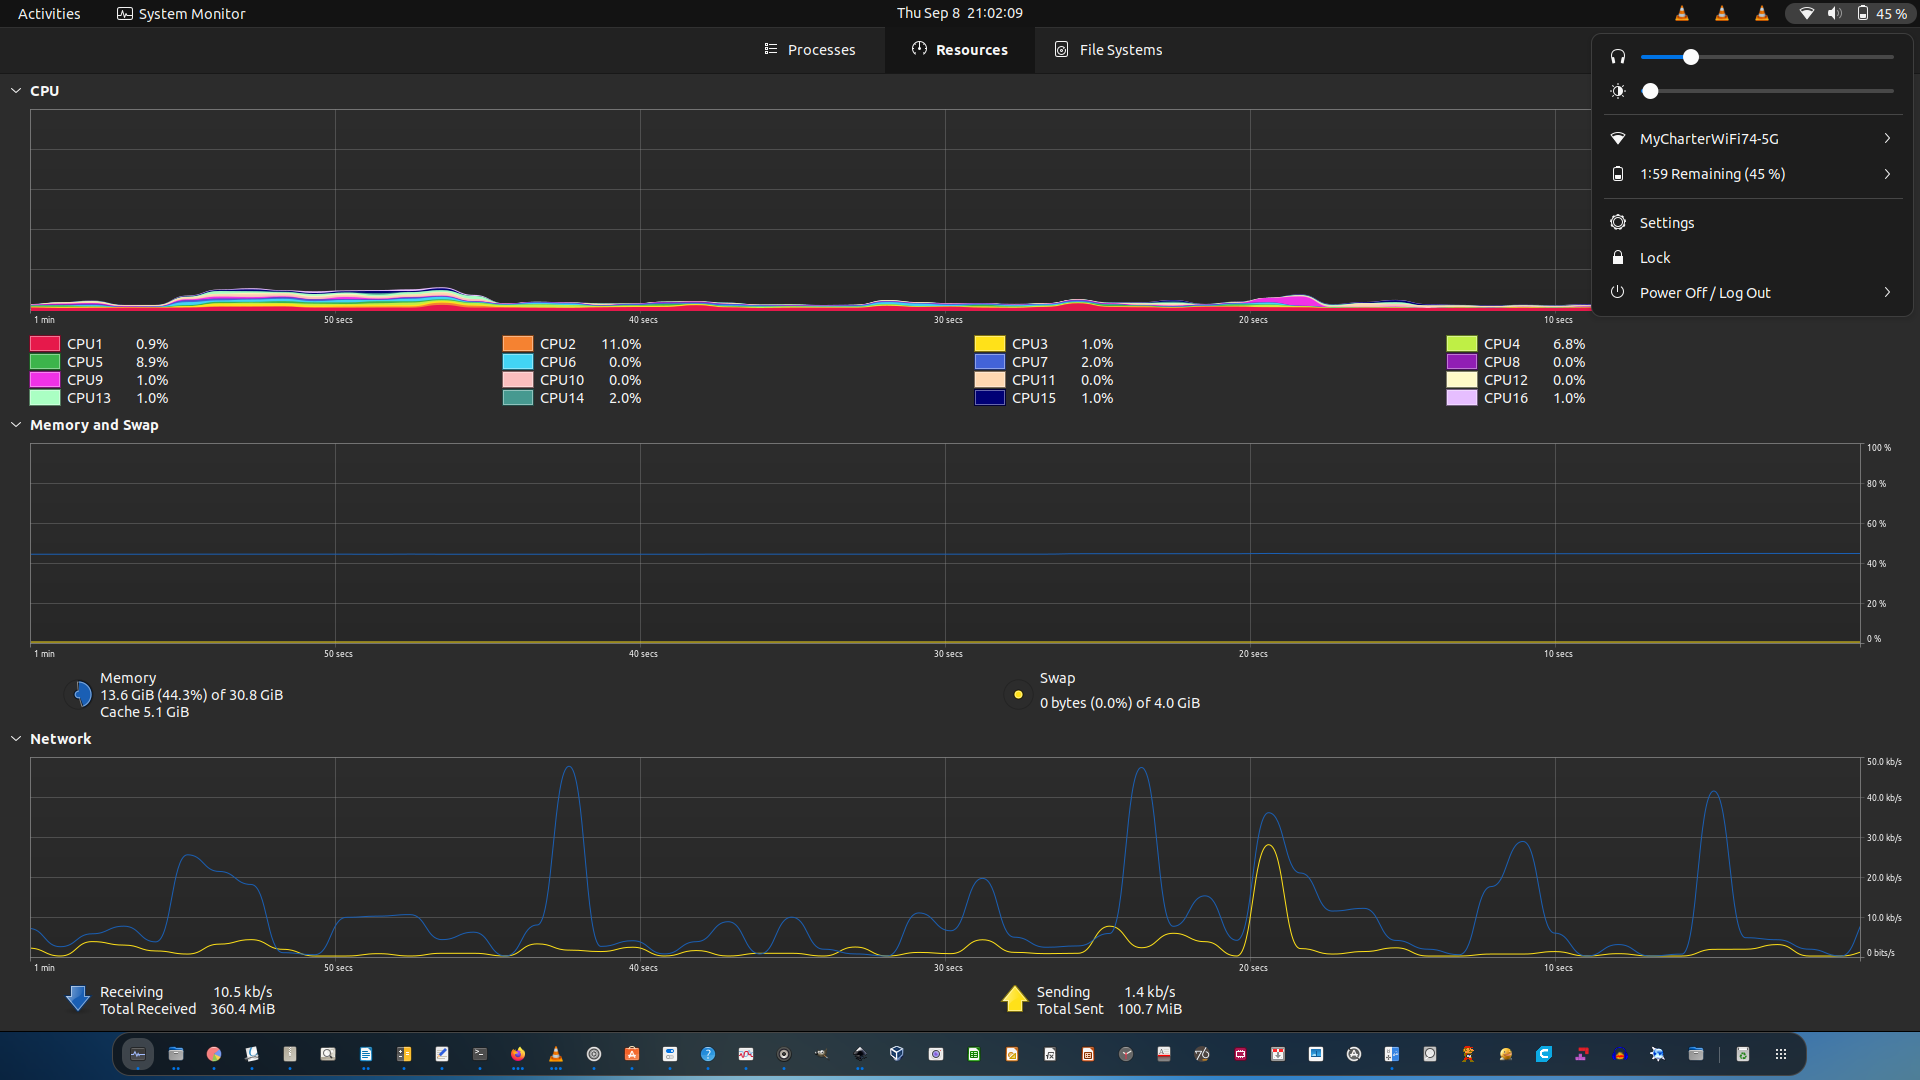 Activities System Monitor Thu Sep 8 21:02:09 45 %
Processes Resources File Systems
MyCharterWiFi74-5G
1:59 Remaining (45 %)
Settings
Lock
Power Off / Log Out
CPU
1 min 50 secs 40 secs 30 secs 20 secs 10 secs
CPU1 0.9% CPU2 11.0% CPU3 1.0% CPU4 6.8%
CPU5 8.9% CPU6 0.0% CPU7 2.0% CPU8 0.0%
CPU9 1.0% CPU10 0.0% CPU11 0.0% CPU12 0.0%
CPU13 1.0% CPU14 2.0% CPU15 1.0% CPU16 1.0%
Memory and Swap
100 %
80 %
60 %
40 %
20 %
0 %
1 min 50 secs 40 secs 30 secs 20 secs 10 secs
Memory
13.6 GiB (44.3%) of 30.8 GiB
Cache 5.1 GiB
Swap
0 bytes (0.0%) of 4.0 GiB
Network
50.0 kb/s
40.0 kb/s
30.0 kb/s
20.0 kb/s
10.0 kb/s
0 bits/s
1 min 50 secs 40 secs 30 secs 20 secs 10 secs
Receiving 10.5 kb/s
Total Received 360.4 MiB
Sending 1.4 kb/s
Total Sent 100.7 MiB
76